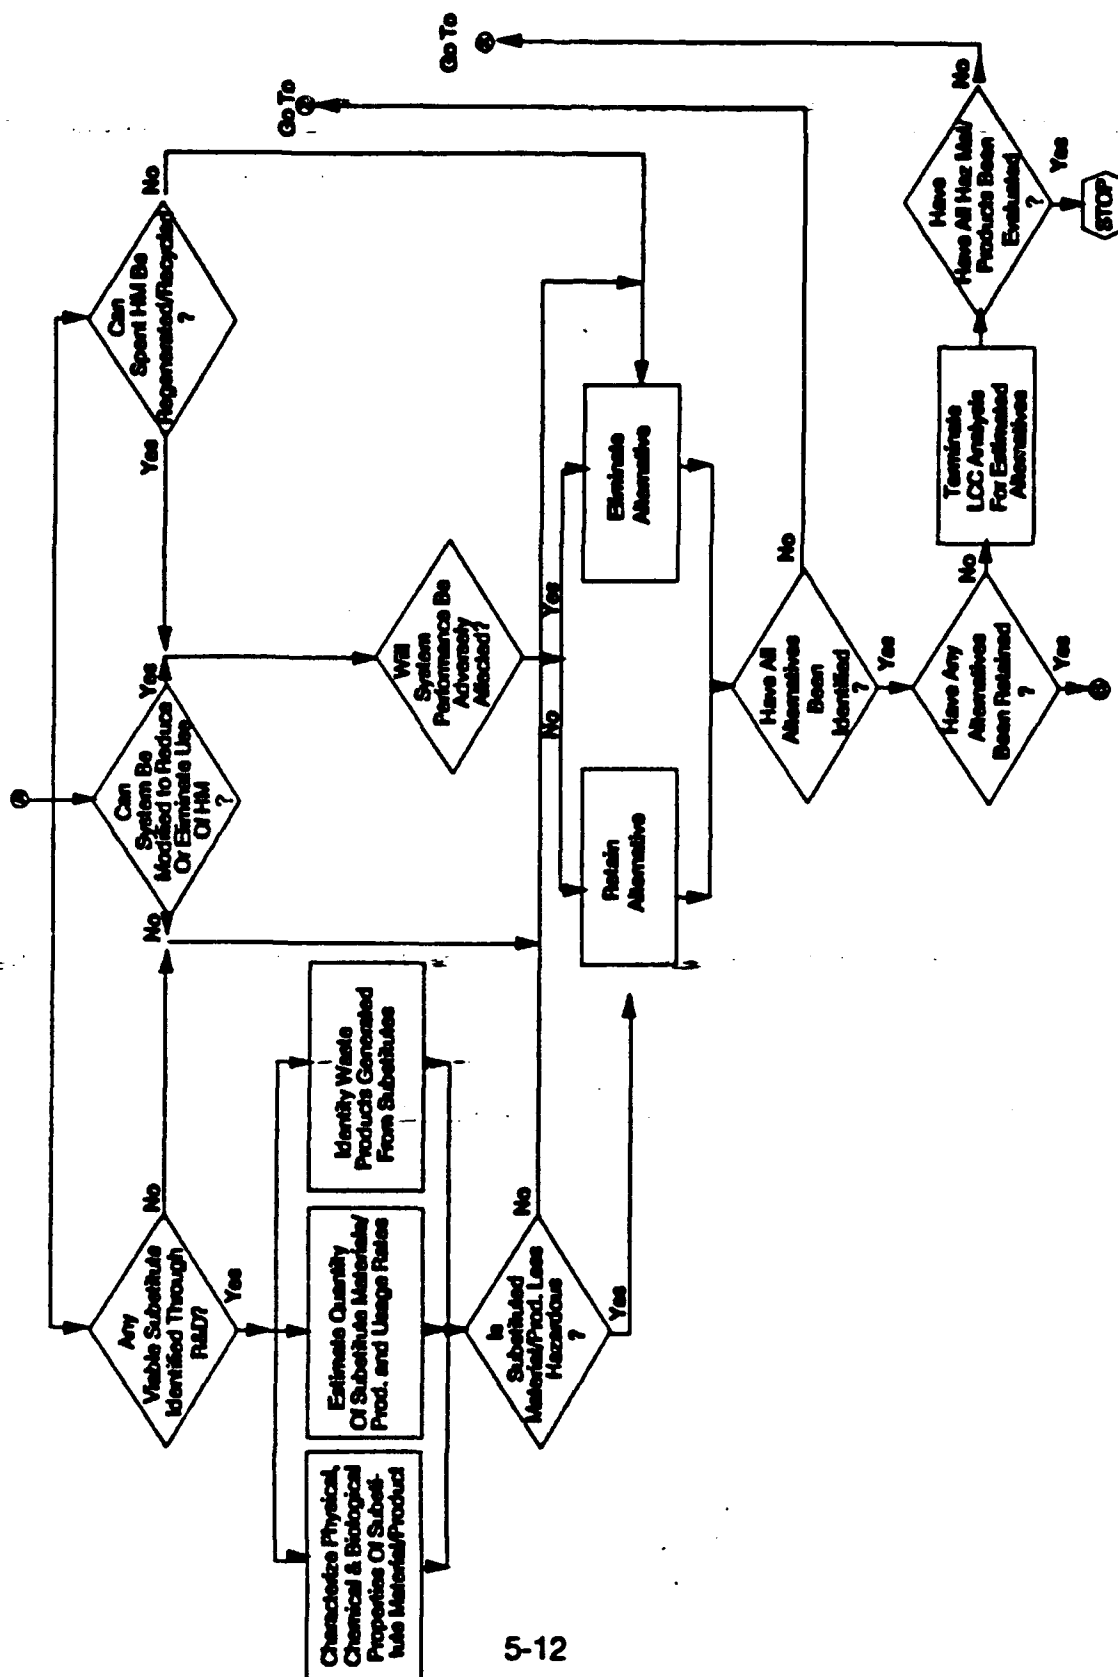 Any
Viable Substitute
Identified Through
R&D?
No
Yes
Can
System Be
Modified to Reduce
Or Eliminate Use
Of HM
?
No
Yes
Can
Spent HM Be
Regenerated/Recycled
?
Yes
No
Characterize Physical,
Chemical & Biological
Properties Of Substi-
tute Material/Product
Estimate Quantity
Of Substitute Materials/
Prod. and Usage Rates
Identify Waste
Products Generated
From Substitutes
Will
System
Performance Be
Adversely
Affected?
Is
Substituted
Material/Prod. Less
Hazardous
?
No
Yes
No
Yes
Retain
Alternative
Eliminate
Alternative
Have All
Alternatives
Been
Identified
?
No
Yes
Go To
Have Any
Alternatives
Been Retained
?
No
Yes
Terminate
LCC Analysis
For Estimated
Alternatives
Have
Have All Haz Mat/
Products Been
Evaluated
?
No
Yes
Go To
STOP
5-12